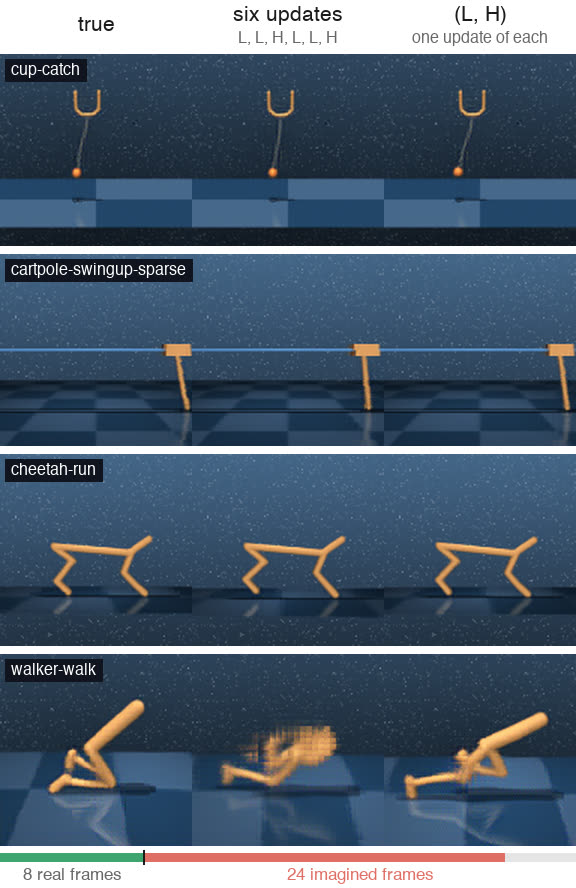 true
six updates
L, L, H, L, L, H
(L, H)
one update of each
cup-catch
cartpole-swingup-sparse
cheetah-run
walker-walk
8 real frames
24 imagined frames